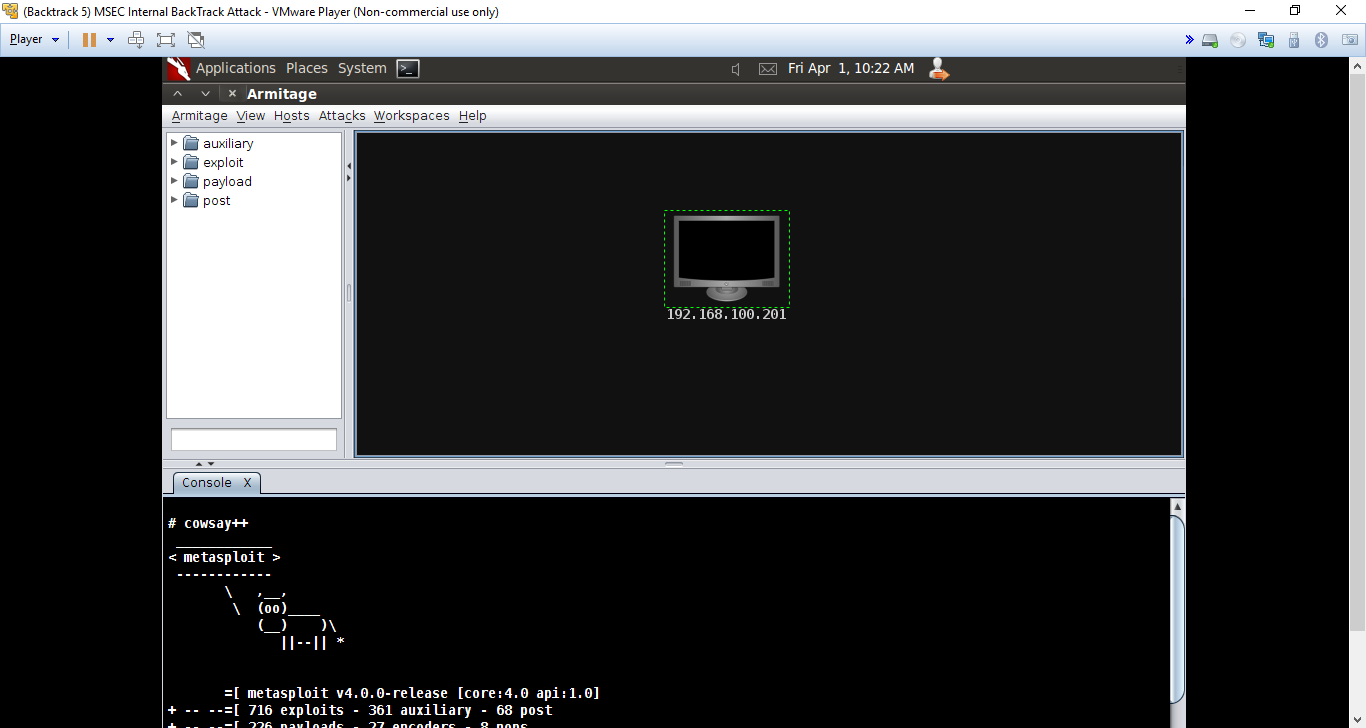 (Backtrack 5) MSEC Internal BackTrack Attack - VMware Player (Non-commercial use only)
Player
Applications Places System Fri Apr 1, 10:22 AM
Armitage
Armitage View Hosts Attacks Workspaces Help
auxiliary
exploit
payload
post
192.168.100.201
Console X
# cowsay++
____________
< metasploit >
------------
\ ,__,
\ (oo)____
(__) )\
||--|| *
=[ metasploit v4.0.0-release [core:4.0 api:1.0]
+ -- --=[ 716 exploits - 361 auxiliary - 68 post
+ -- --=[ 226 payloads - 27 encoders - 8 nops